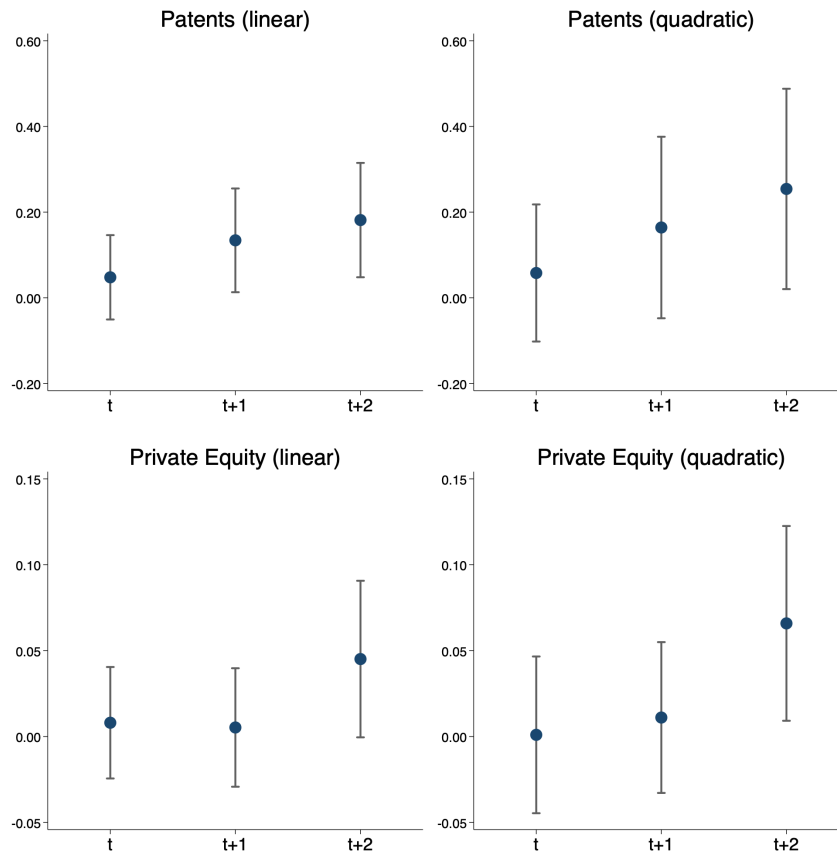 Patents (linear)
0.60
0.40
0.20
0.00
-0.20
t t+1 t+2
Patents (quadratic)
0.60
0.40
0.20
0.00
-0.20
t t+1 t+2
Private Equity (linear)
0.15
0.10
0.05
0.00
-0.05
t t+1 t+2
Private Equity (quadratic)
0.15
0.10
0.05
0.00
-0.05
t t+1 t+2